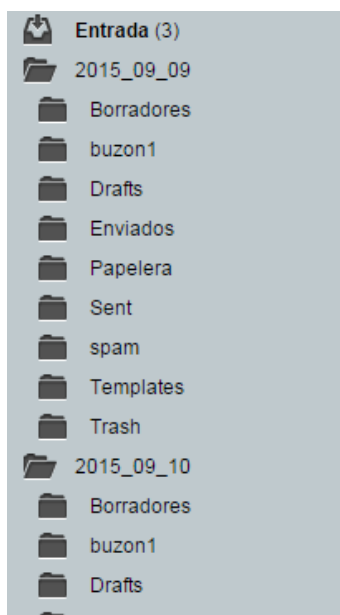 Entrada (3)
2015_09_09
Borradores
buzon1
Drafts
Enviados
Papelera
Sent
spam
Templates
Trash
2015_09_10
Borradores
buzon1
Drafts